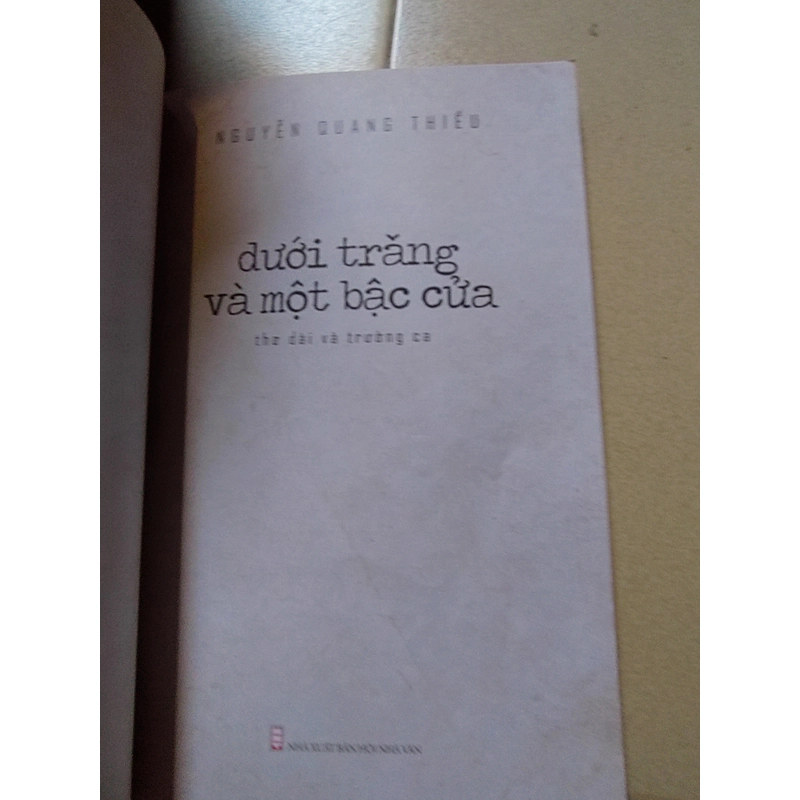 NGUYỄN QUANG THIỀU
dưới trăng
và một bậc cửa
thơ dài và trường ca
NHÀ XUẤT BẢN HỘI NHÀ VĂN